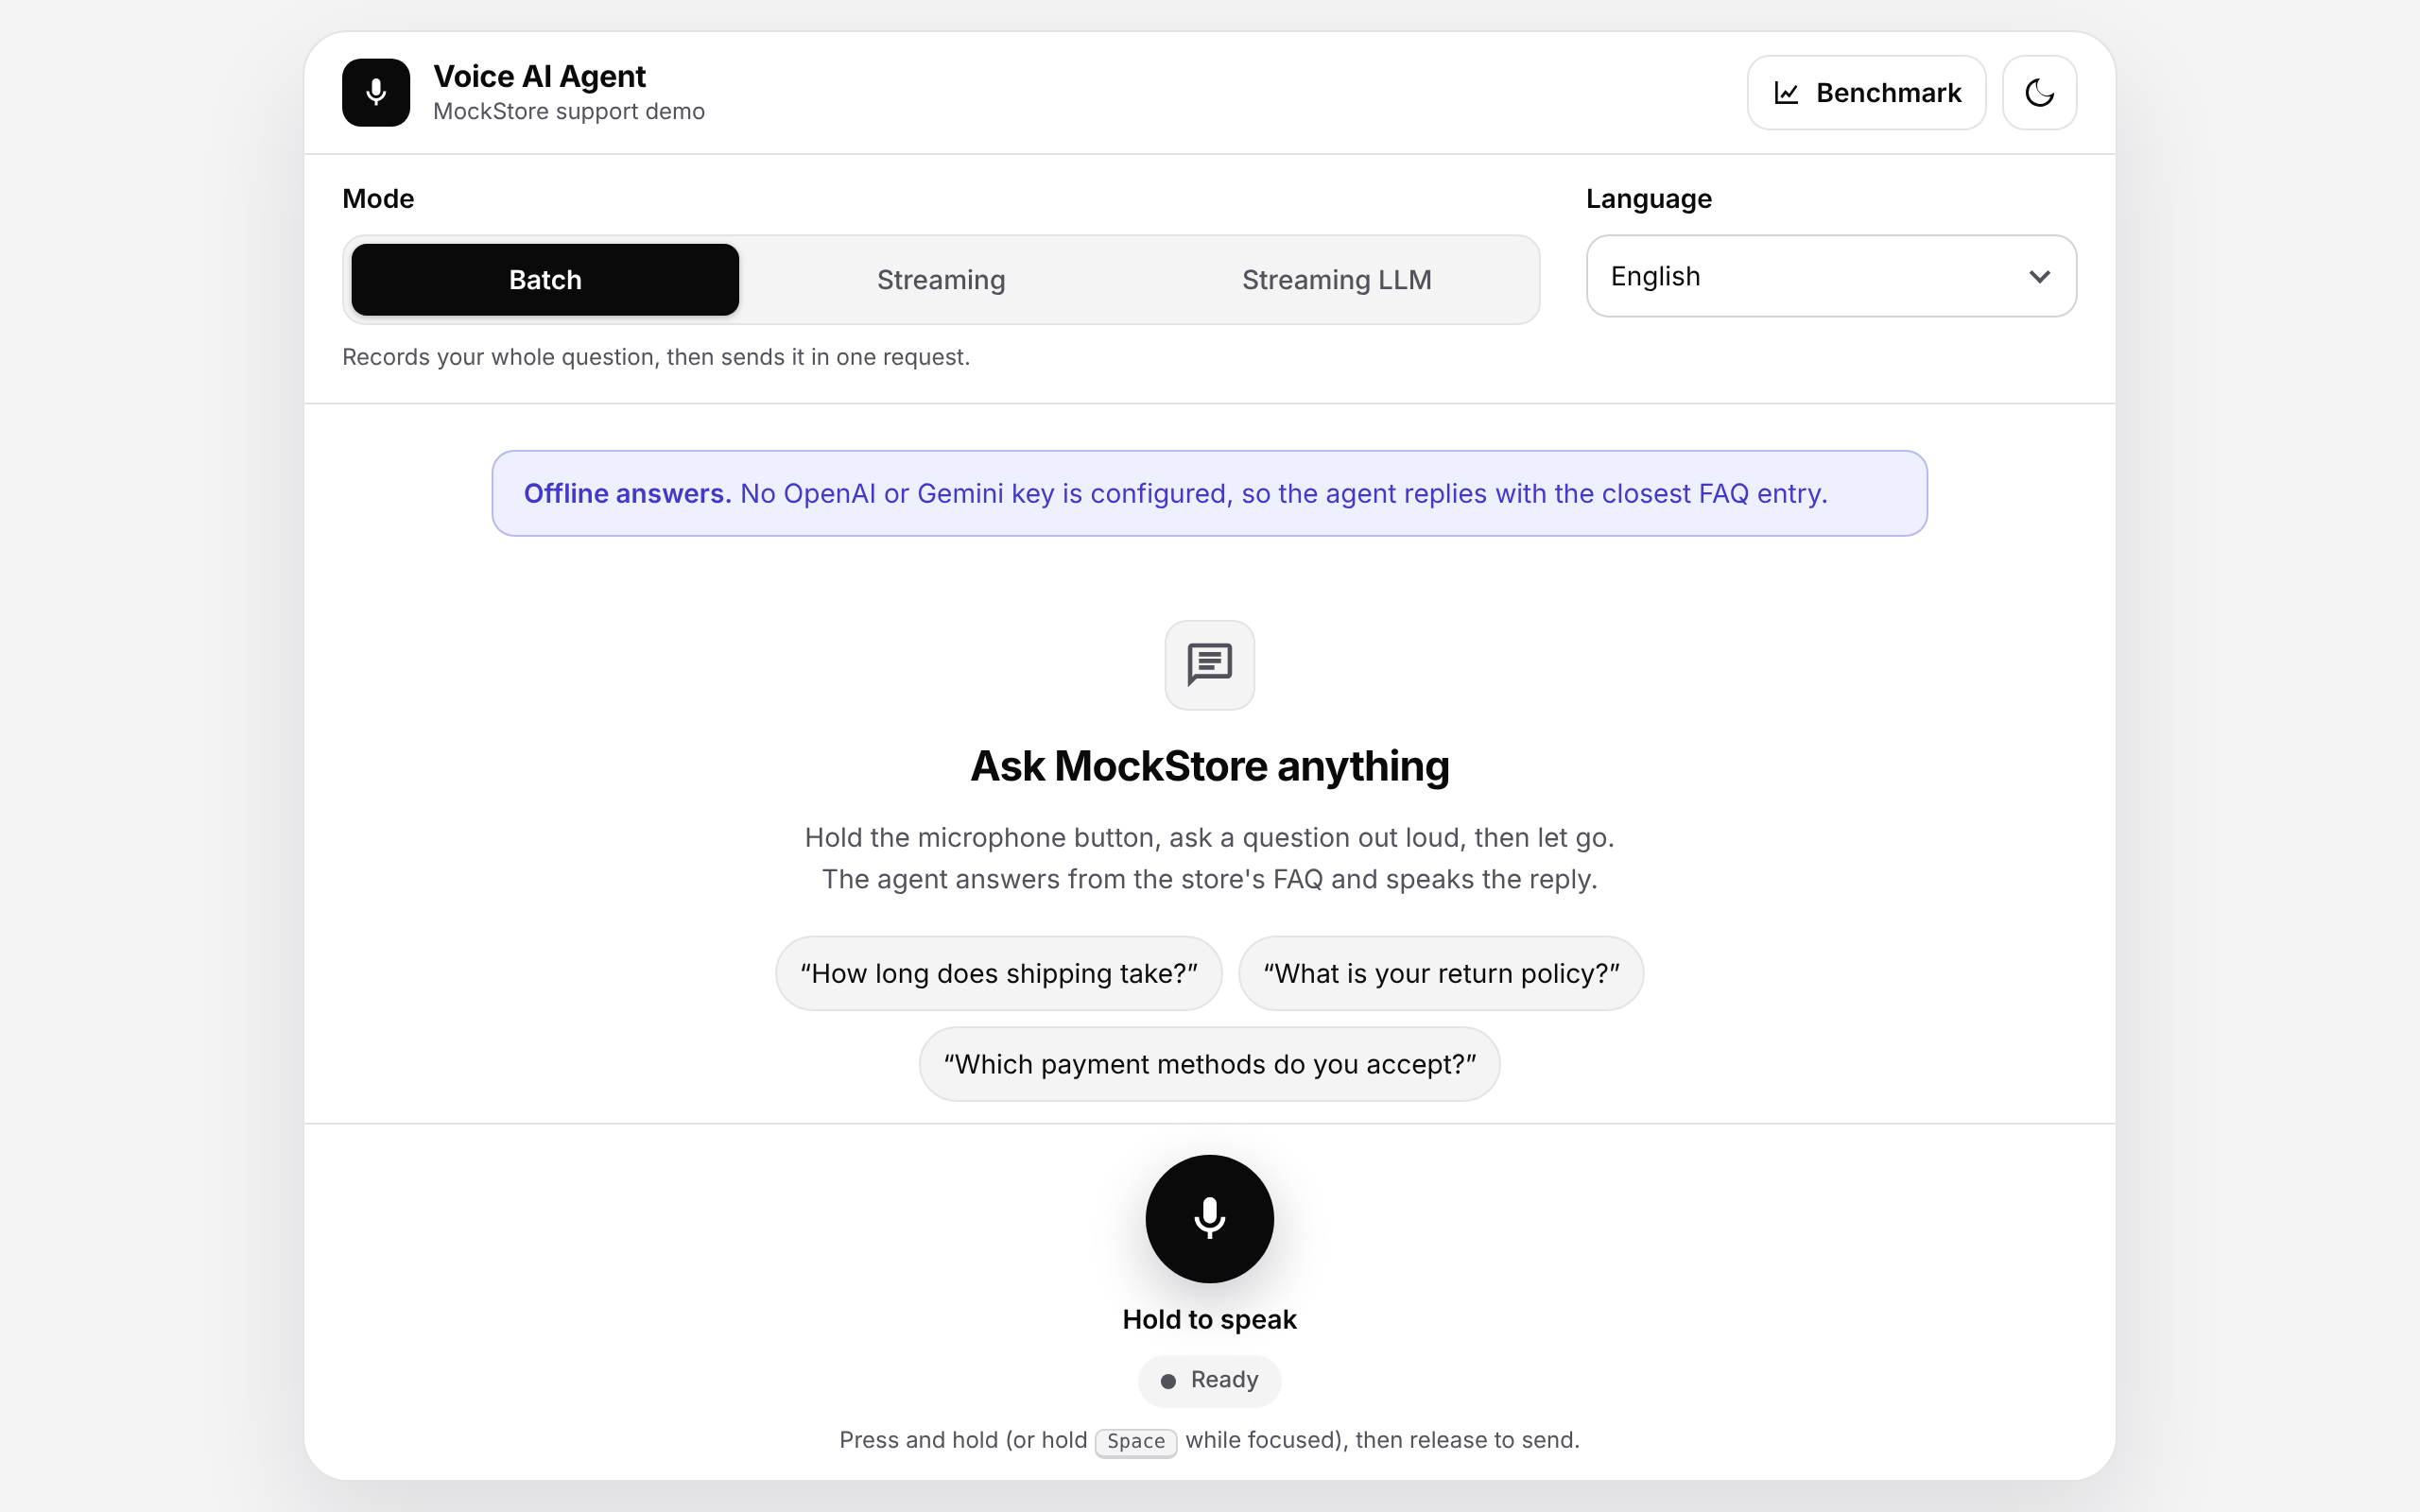 Voice AI Agent
MockStore support demo
Benchmark
Mode
Language
Batch
Streaming
Streaming LLM
English
Records your whole question, then sends it in one request.
Offline answers. No OpenAI or Gemini key is configured, so the agent replies with the closest FAQ entry.
Ask MockStore anything
Hold the microphone button, ask a question out loud, then let go.
The agent answers from the store's FAQ and speaks the reply.
“How long does shipping take?”
“What is your return policy?”
“Which payment methods do you accept?”
Hold to speak
Ready
Press and hold (or hold Space while focused), then release to send.